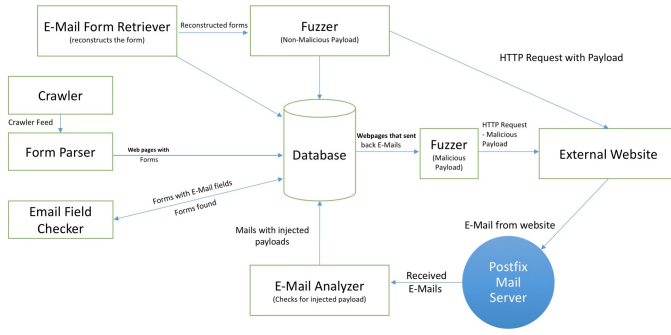 E-Mail Form Retriever
(reconstructs the form)
Reconstructed forms
Fuzzer
(Non-Malicious Payload)
HTTP Request with Payload
Crawler
Crawler Feed
Form Parser
Web pages with
Forms
Database
Webpages that sent
back E-Mails
Fuzzer
(Malicious
Payload)
HTTP Request
- Malicious
Payload
External Website
Email Field
Checker
Forms with E-Mail fields
Forms found
Mails with injected
payloads
E-Mail from website
E-Mail Analyzer
(Checks for injected payload)
Received
E-Mails
Postfix
Mail
Server